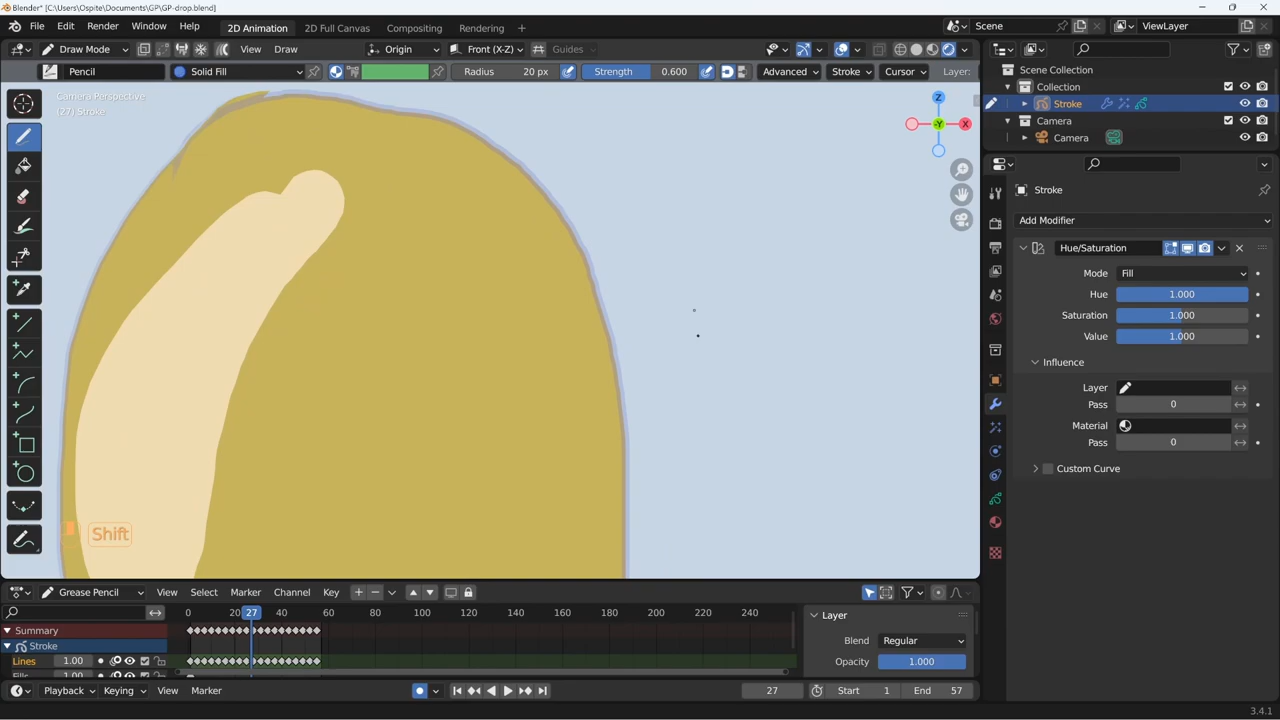 Blender* [C:\Users\Ospite\Documents\GP\GP-drop.blend]
File Edit Render Window Help 2D Animation 2D Full Canvas Compositing Rendering Scene ViewLayer
Draw Mode View Draw Origin Front (X-Z) Guides
Pencil Solid Fill Radius 20 px Strength 0.600 Advanced Stroke Cursor Layer:
Camera Perspective
(27) Stroke
Z
-Y X
Shift
Scene Collection
Collection
Stroke
Camera
Camera
Stroke
Add Modifier
Hue/Saturation
Mode Fill
Hue 1.000
Saturation 1.000
Value 1.000
Influence
Layer
Pass 0
Material
Pass 0
Custom Curve
Grease Pencil View Select Marker Channel Key
0 20 27 40 60 80 100 120 140 160 180 200 220 240
Summary
Stroke
Lines 1.00
Fills 1.00
Layer
Blend Regular
Opacity 1.000
Playback Keying View Marker 27 Start 1 End 57
3.4.1